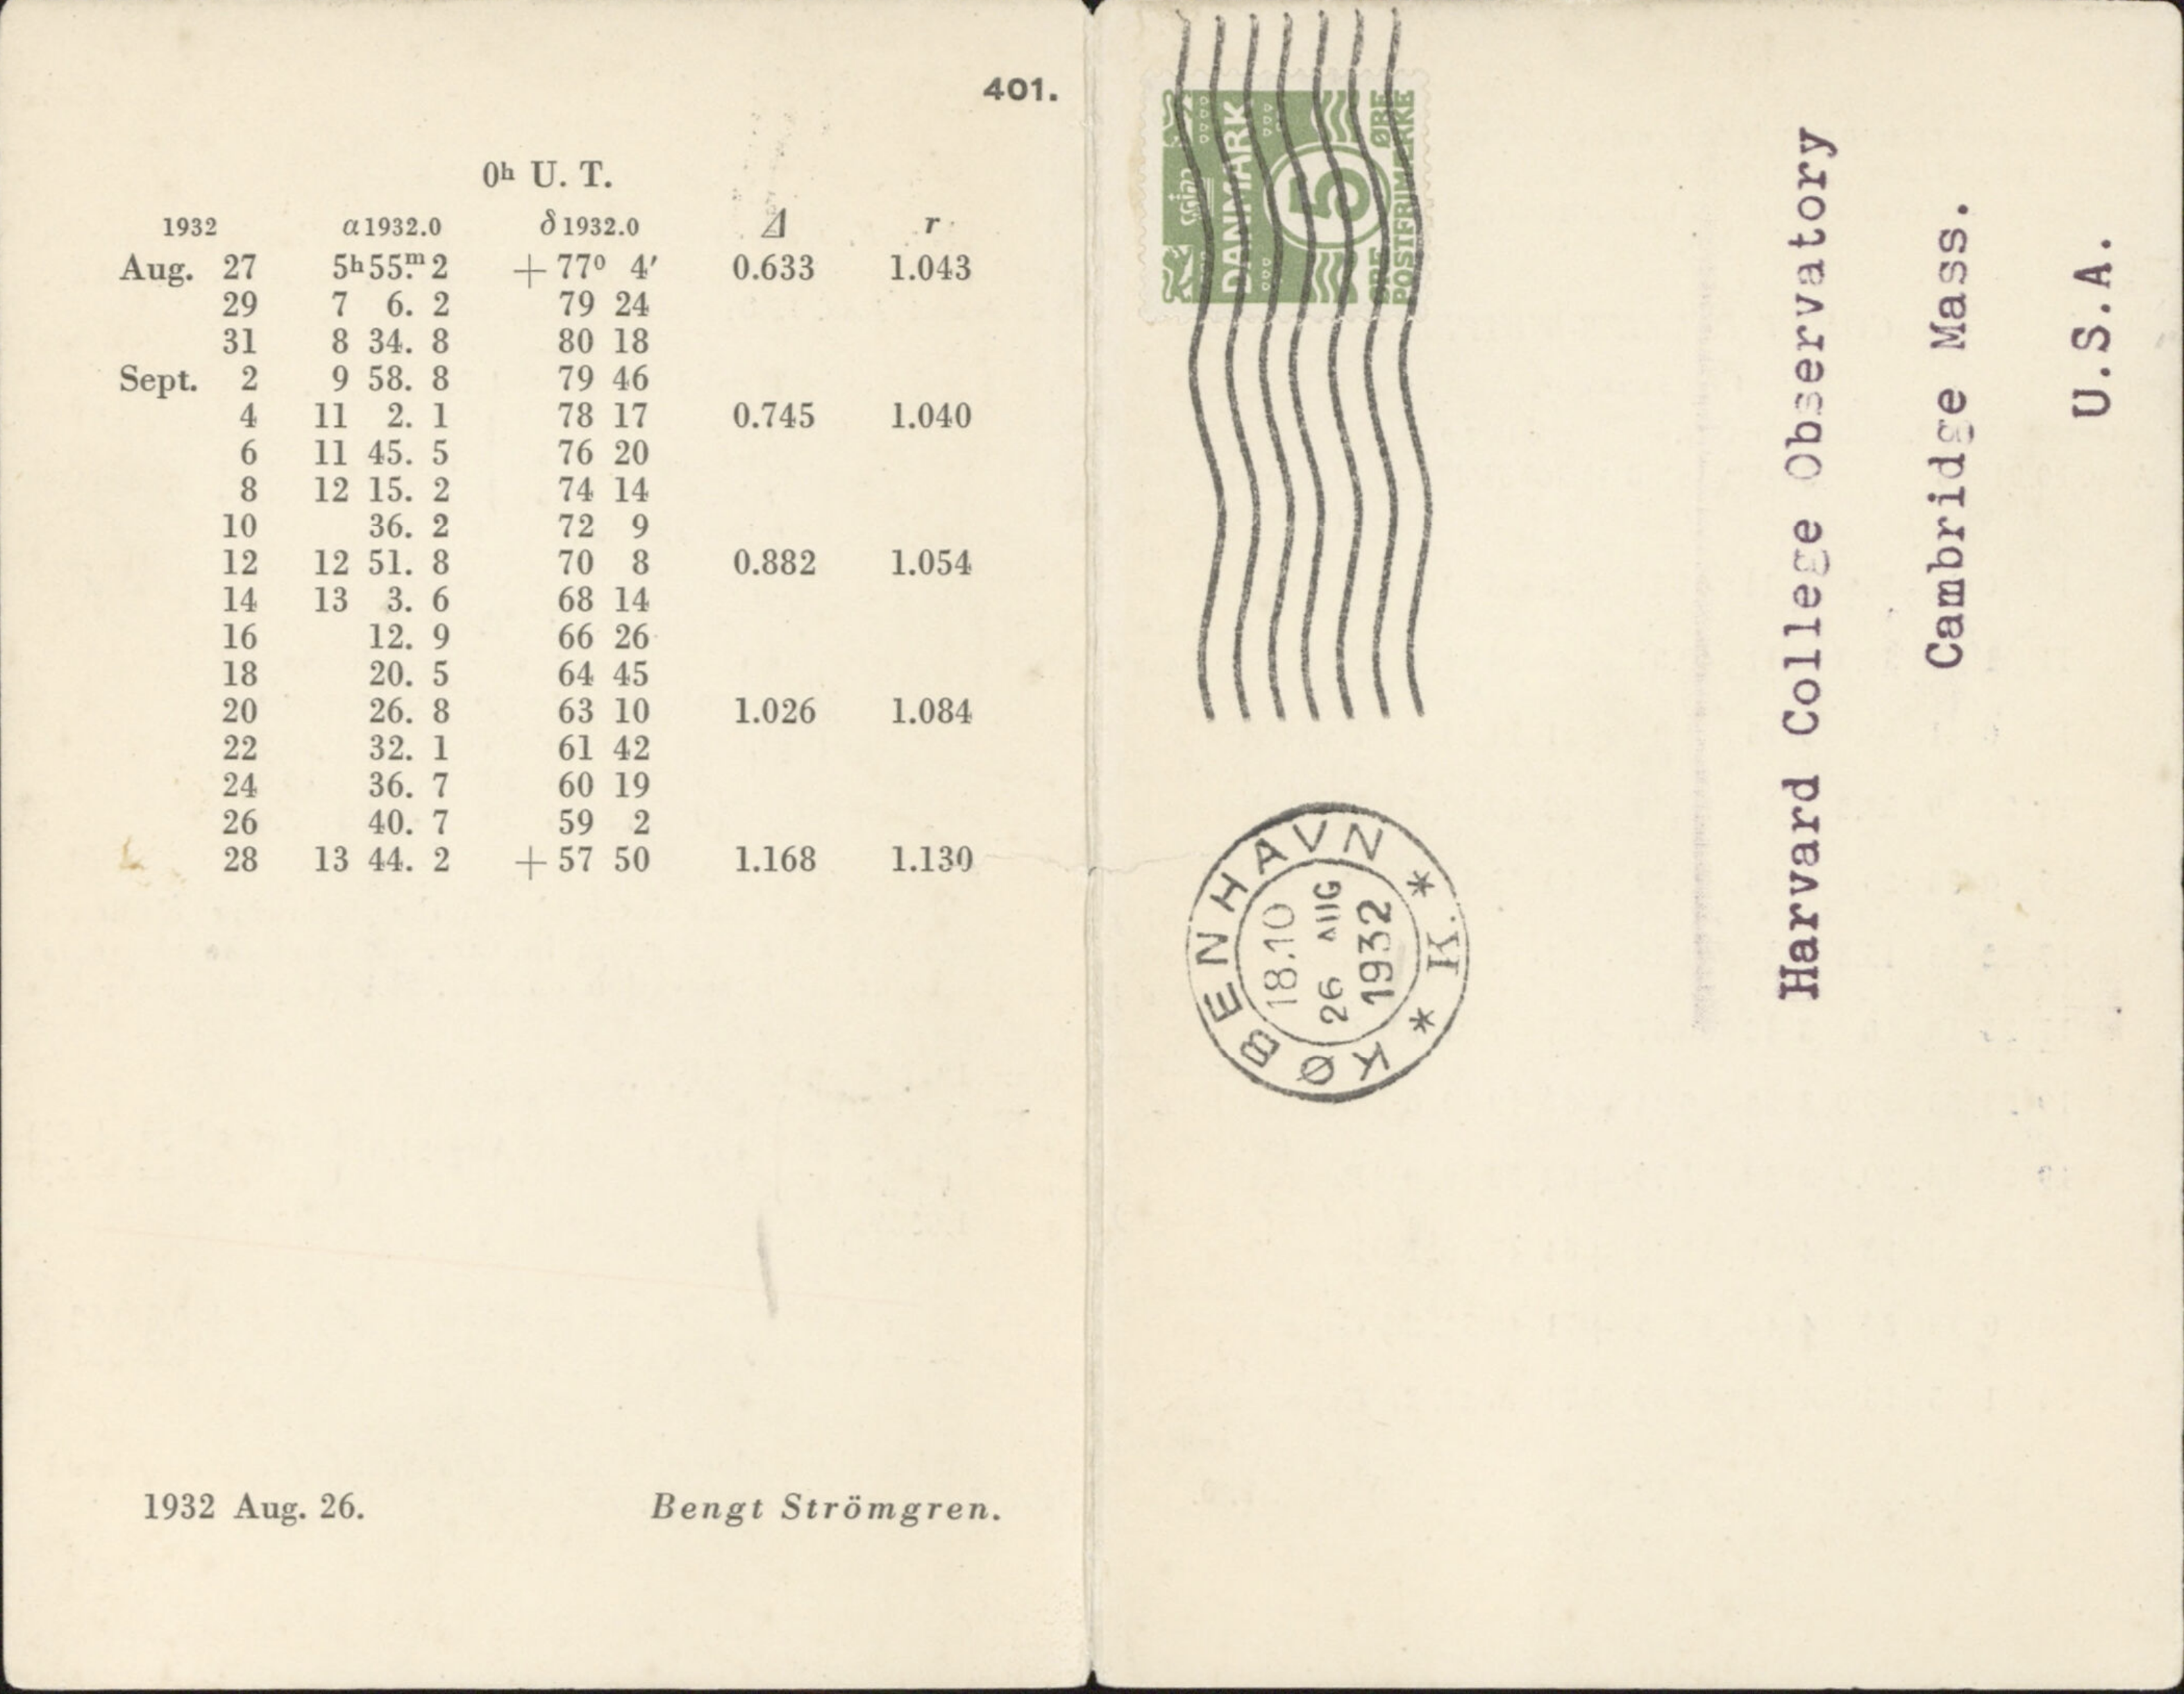 401.
0ʰ U. T.
1932 α 1932.0 δ 1932.0 Δ r
Aug. 27 5ʰ 55ᵐ. 2 + 77⁰ 4′ 0.633 1.043
29 7 6. 2 79 24
31 8 34. 8 80 18
Sept. 2 9 58. 8 79 46
4 11 2. 1 78 17 0.745 1.040
6 11 45. 5 76 20
8 12 15. 2 74 14
10 36. 2 72 9
12 12 51. 8 70 8 0.882 1.054
14 13 3. 6 68 14
16 12. 9 66 26
18 20. 5 64 45
20 26. 8 63 10 1.026 1.084
22 32. 1 61 42
24 36. 7 60 19
26 40. 7 59 2
28 13 44. 2 + 57 50 1.168 1.130
1932 Aug. 26.
Bengt Strömgren.
DANMARK
5
ØRE ØRE
POSTFRIMÆRKE
KØBENHAVN * K. *
18.10
26 AUG
1932
Harvard College Observatory
Cambridge Mass.
U.S.A.